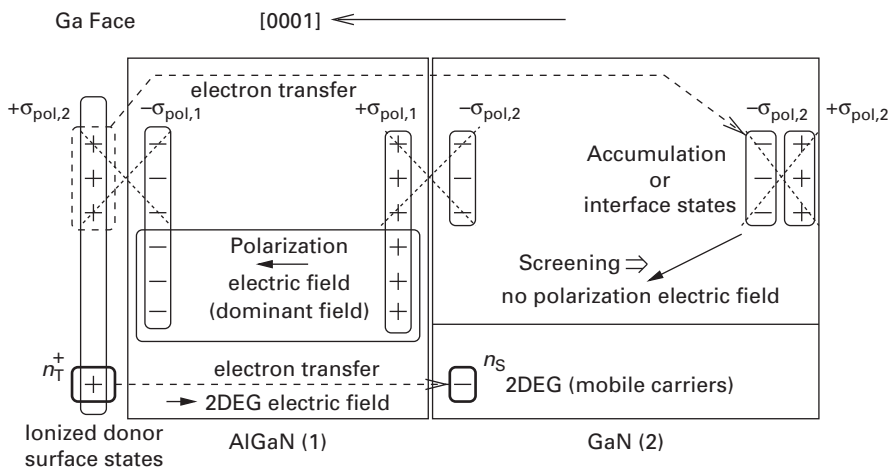 Ga Face [0001]
electron transfer
+σpol,2 −σpol,1 +σpol,1 −σpol,2 −σpol,2 +σpol,2
+ − + − − +
+ − + − − +
+ − + − − +
− +
− +
− +
Accumulation
or
interface states
Polarization
electric field
(dominant field)
Screening ⇒
no polarization electric field
n_T^+ + electron transfer − n_S 2DEG (mobile carriers)
2DEG electric field
Ionized donor
surface states
AlGaN (1) GaN (2)